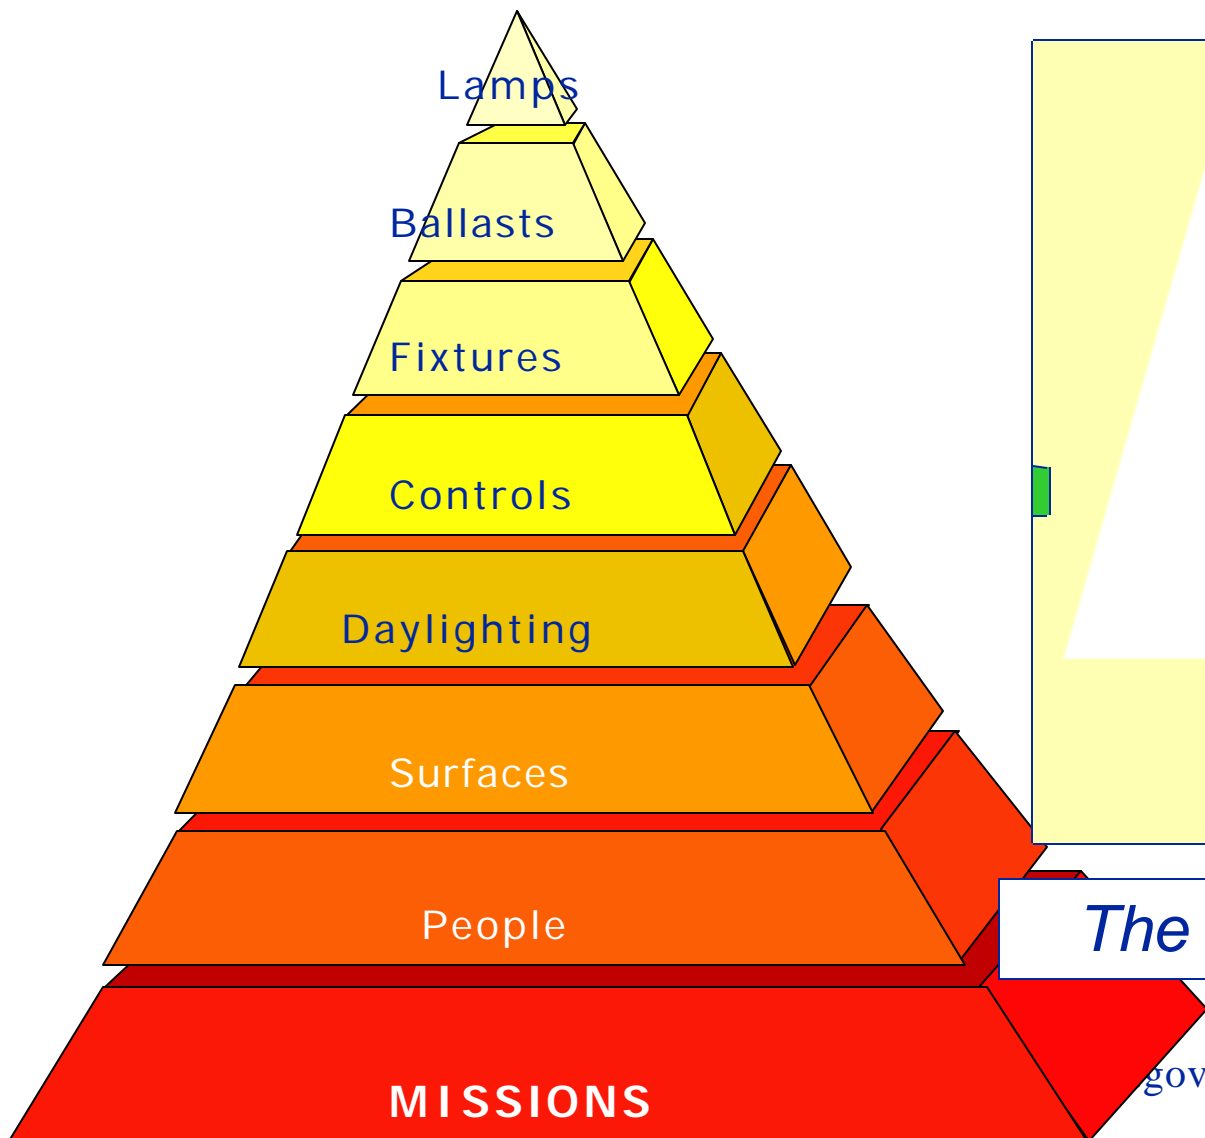 Lamps
Ballasts
Fixtures
Controls
Daylighting
Surfaces
People
The
MISSIONS
gov